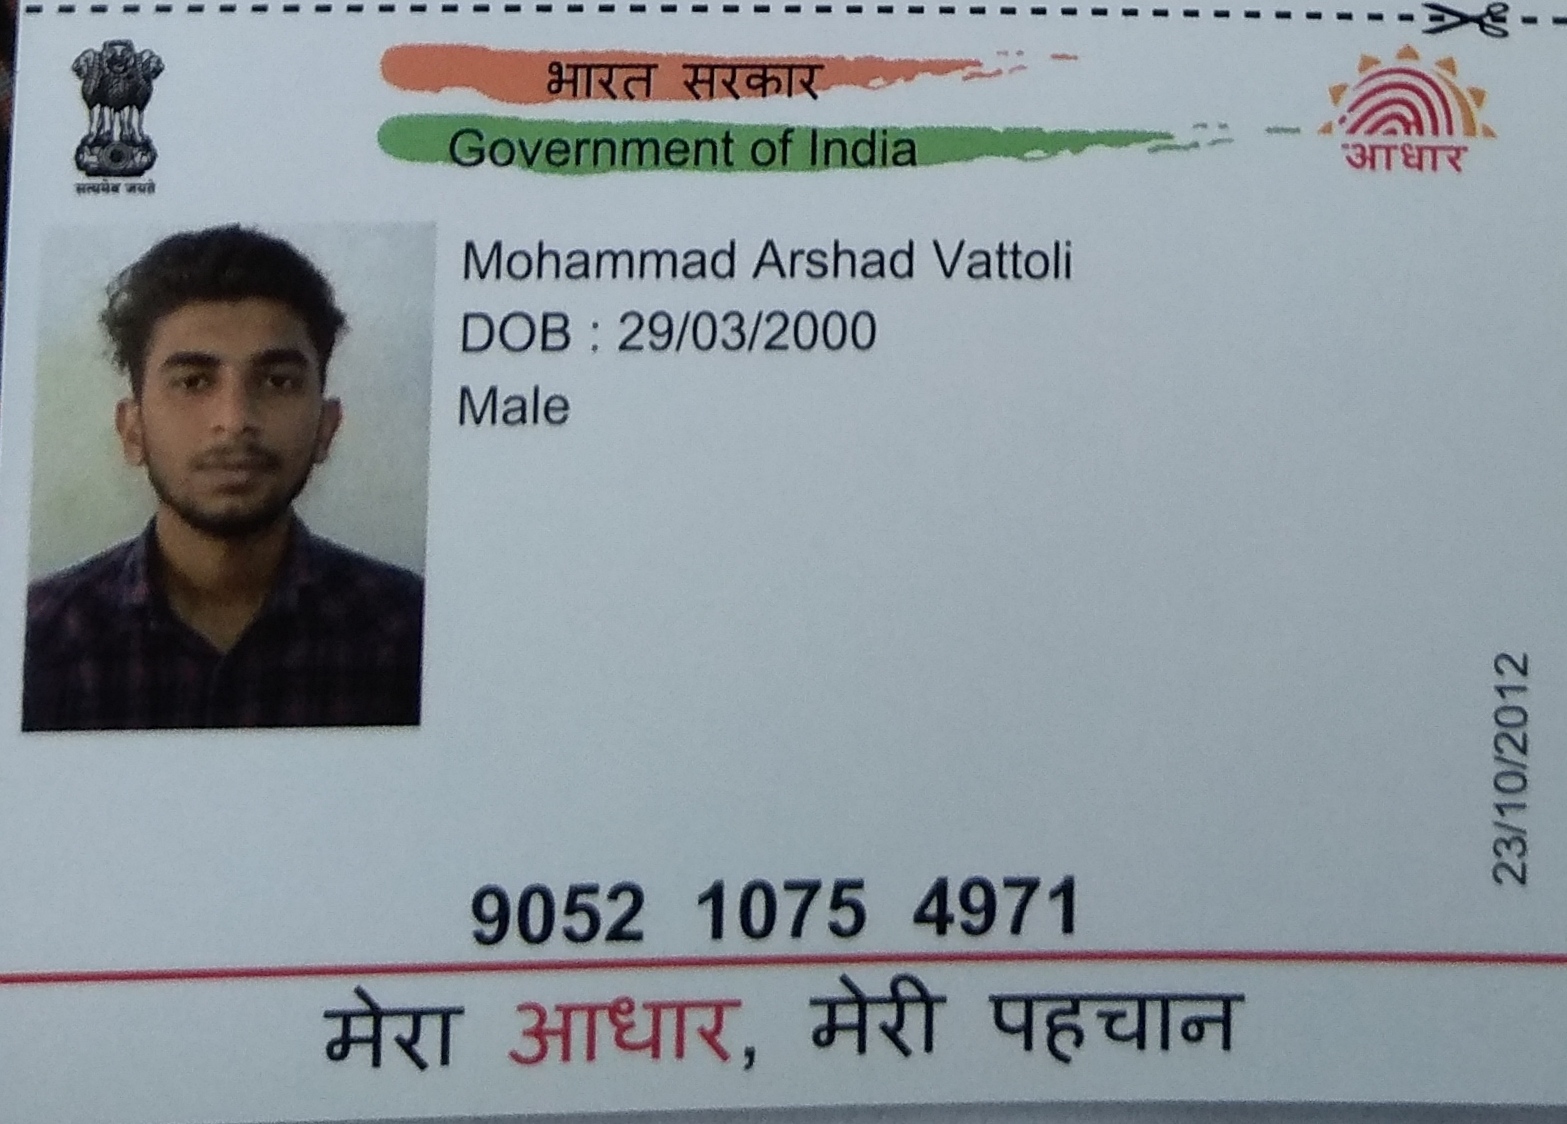 भारत सरकार
Government of India
आधार
सत्यमेव जयते
Mohammad Arshad Vattoli
DOB : 29/03/2000
Male
23/10/2012
9052 1075 4971
मेरा आधार, मेरी पहचान